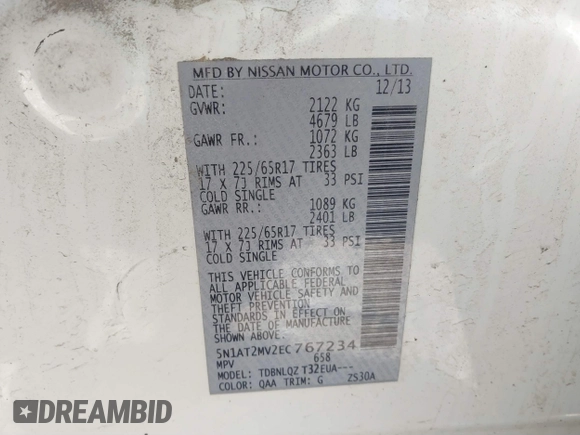 MFD BY NISSAN MOTOR CO., LTD.
DATE: 12/13
GVWR: 2122 KG
4679 LB
GAWR FR.: 1072 KG
2363 LB
WITH 225/65R17 TIRES
17 X 7J RIMS AT 33 PSI
COLD SINGLE
GAWR RR.: 1089 KG
2401 LB
WITH 225/65R17 TIRES
17 X 7J RIMS AT 33 PSI
COLD SINGLE
THIS VEHICLE CONFORMS TO
ALL APPLICABLE FEDERAL
MOTOR VEHICLE SAFETY AND
THEFT PREVENTION
STANDARDS IN EFFECT ON
THE DATE OF MANUFACTURE
SHOWN ABOVE.
5N1AT2MV2EC767234
MPV 658
MODEL: TDBNLQZ T32EUA---
COLOR: QAA TRIM: G ZS30A
DREAMBID